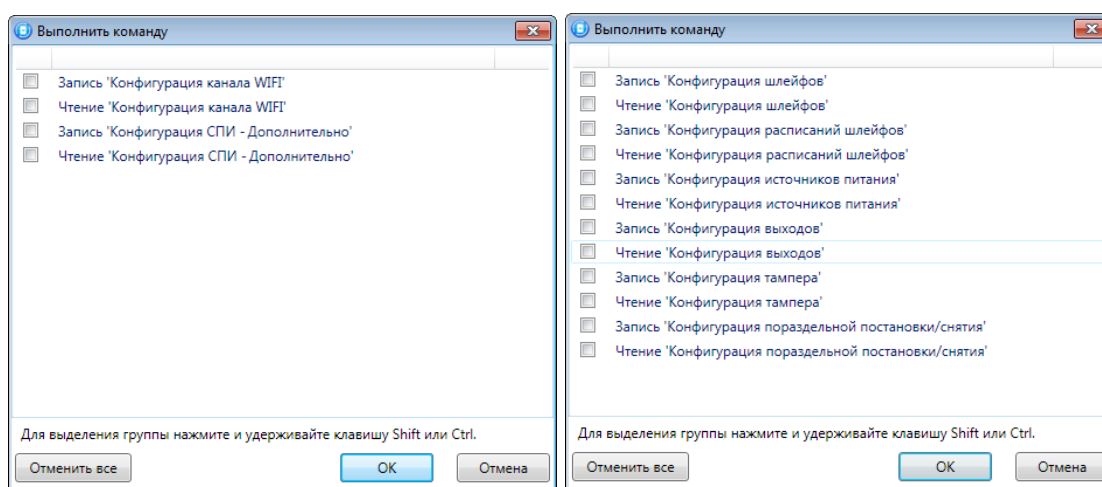 Выполнить команду
Запись 'Конфигурация канала WIFI'
Чтение 'Конфигурация канала WIFI'
Запись 'Конфигурация СПИ - Дополнительно'
Чтение 'Конфигурация СПИ - Дополнительно'
Для выделения группы нажмите и удерживайте клавишу Shift или Ctrl.
Отменить все
OK
Отмена
Выполнить команду
Запись 'Конфигурация шлейфов'
Чтение 'Конфигурация шлейфов'
Запись 'Конфигурация расписаний шлейфов'
Чтение 'Конфигурация расписаний шлейфов'
Запись 'Конфигурация источников питания'
Чтение 'Конфигурация источников питания'
Запись 'Конфигурация выходов'
Чтение 'Конфигурация выходов'
Запись 'Конфигурация тампера'
Чтение 'Конфигурация тампера'
Запись 'Конфигурация пораздельной постановки/снятия'
Чтение 'Конфигурация пораздельной постановки/снятия'
Для выделения группы нажмите и удерживайте клавишу Shift или Ctrl.
Отменить все
OK
Отмена